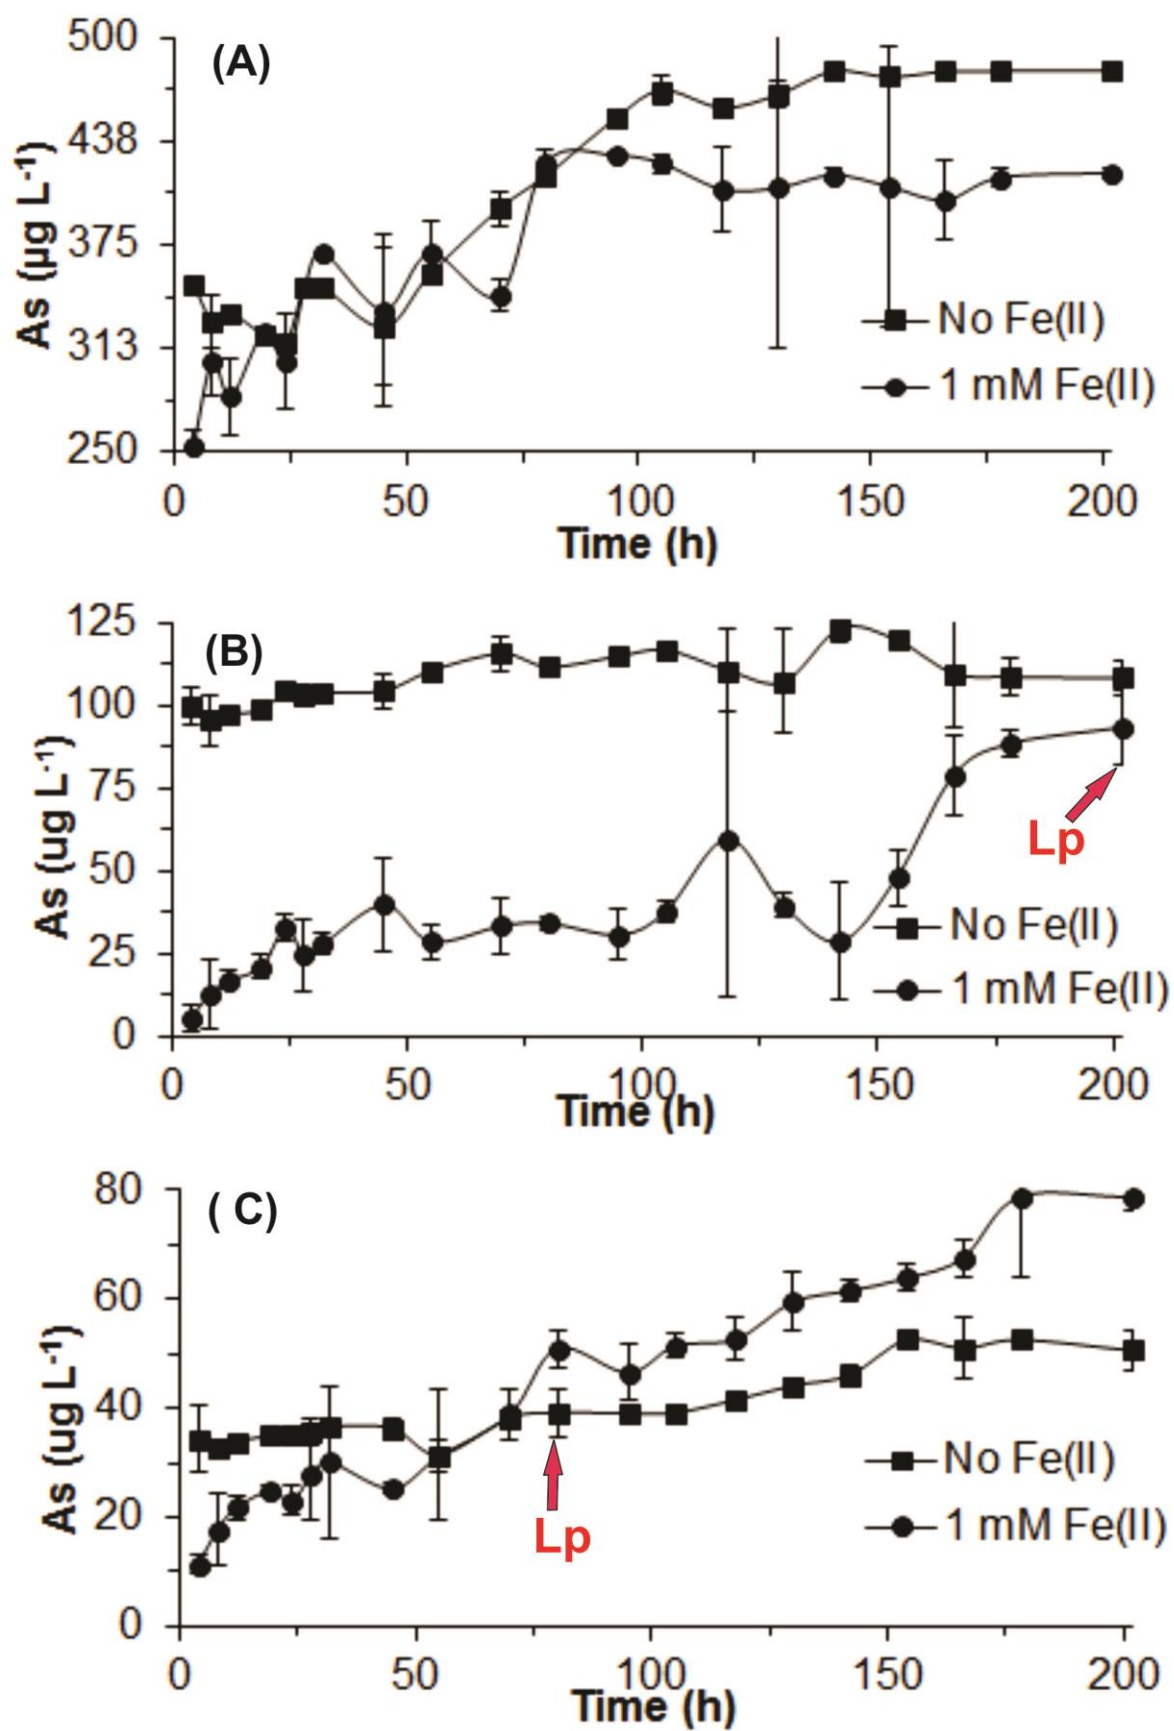 (A)
As (µg L-1)
500
438
375
313
250
0 50 100 150 200
Time (h)
No Fe(II)
1 mM Fe(II)
(B)
As (ug L-1)
125
100
75
50
25
0
0 50 100 150 200
Time (h)
Lp
No Fe(II)
1 mM Fe(II)
( C)
As (ug L-1)
80
60
40
20
0
0 50 100 150 200
Time (h)
Lp
No Fe(II)
1 mM Fe(II)